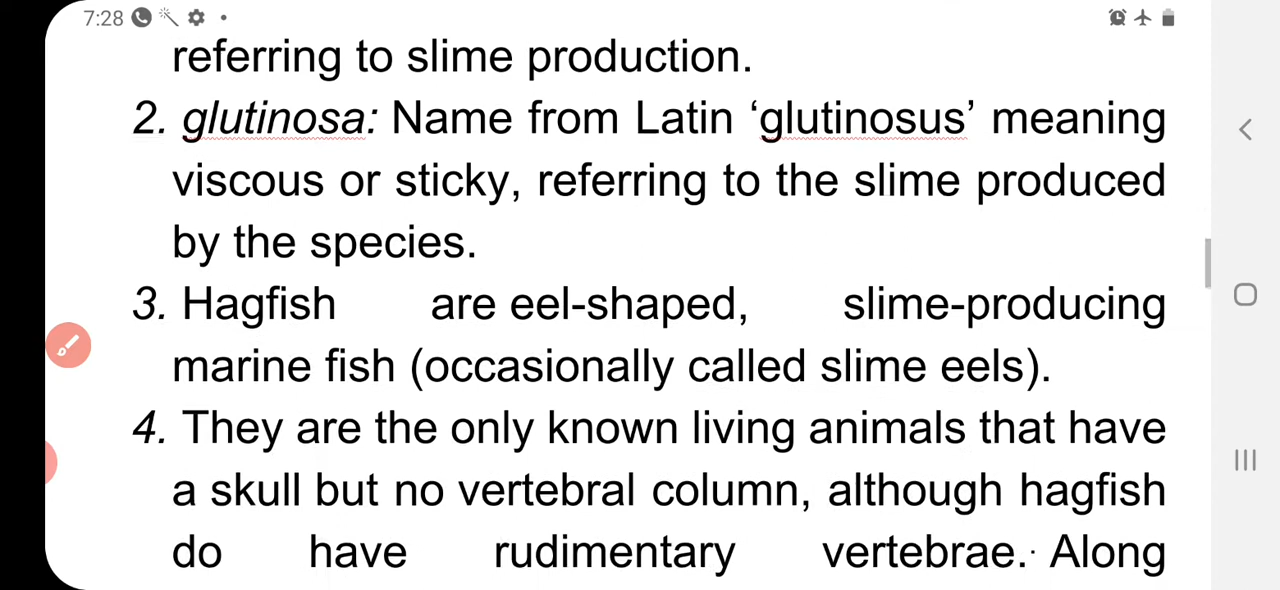 7:28
referring to slime production.
2. glutinosa: Name from Latin ‘glutinosus’ meaning
viscous or sticky, referring to the slime produced
by the species.
3. Hagfish are eel-shaped, slime-producing
marine fish (occasionally called slime eels).
4. They are the only known living animals that have
a skull but no vertebral column, although hagfish
do have rudimentary vertebrae. Along